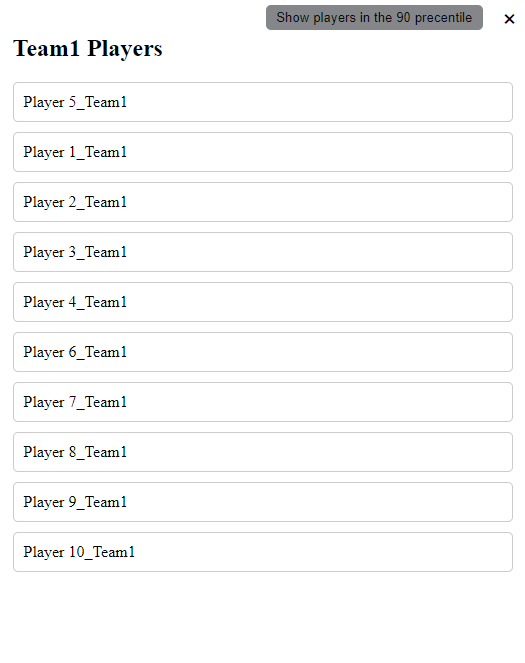 Show players in the 90 precentile
×
Team1 Players
Player 5_Team1
Player 1_Team1
Player 2_Team1
Player 3_Team1
Player 4_Team1
Player 6_Team1
Player 7_Team1
Player 8_Team1
Player 9_Team1
Player 10_Team1